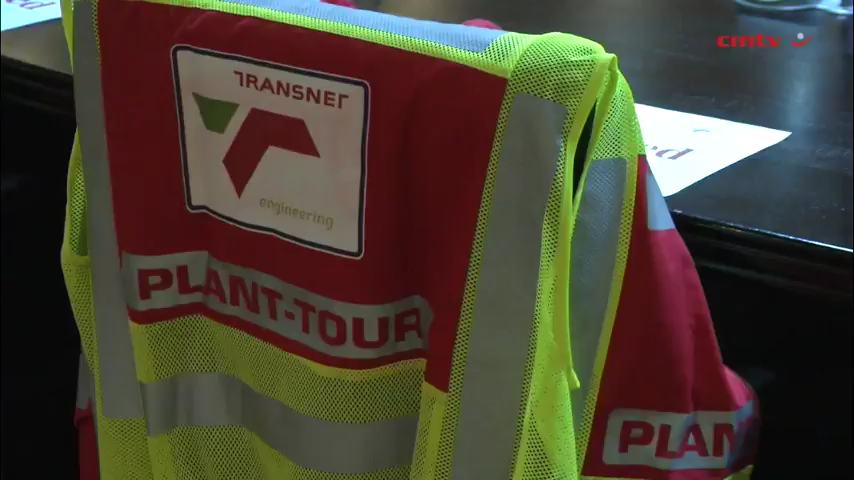 cmtv
TRANSNET
engineering
PLANT-TOUR
PLAN